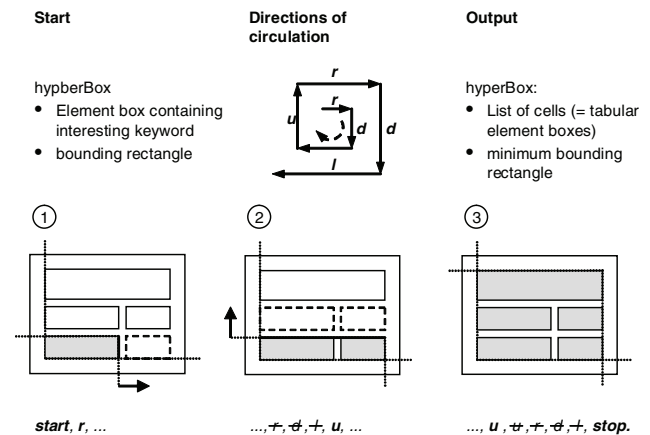 Start
Directions of
circulation
Output
hypberBox
• Element box containing
interesting keyword
• bounding rectangle
r
r
u
d
d
l
hyperBox:
• List of cells (= tabular
element boxes)
• minimum bounding
rectangle
1
2
3
start, r, ...
...,r,d,l, u, ...
..., u ,u,r,d,l, stop.